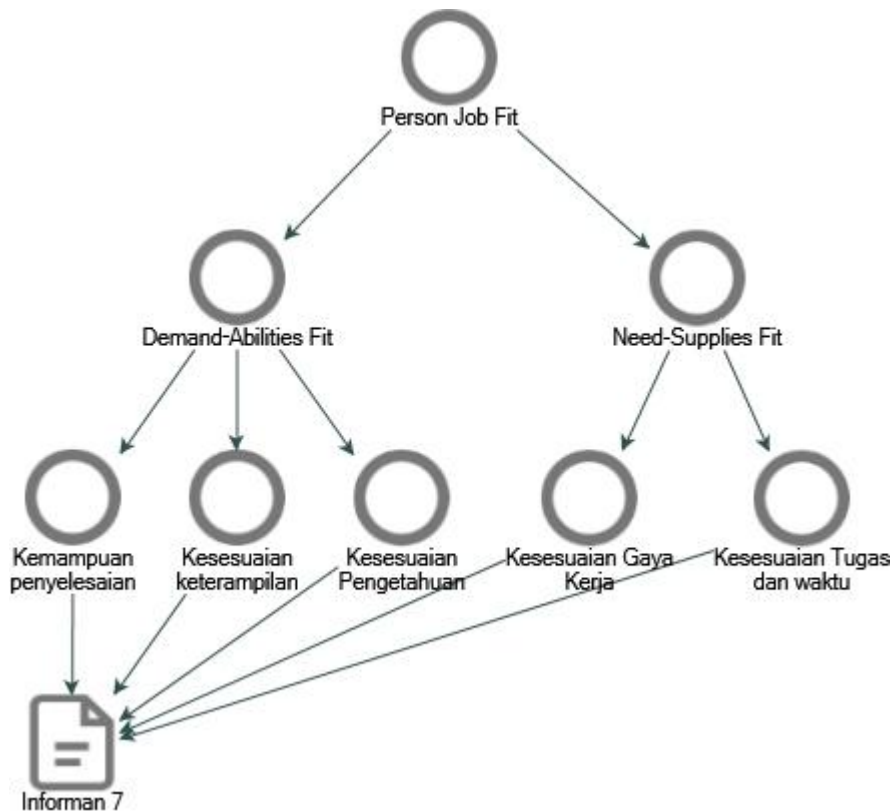 Person Job Fit
Demand-Abilities Fit
Need-Supplies Fit
Kemampuan
penyelesaian
Kesesuaian
keterampilan
Kesesuaian
Pengetahuan
Kesesuaian Gaya
Kerja
Kesesuaian Tugas
dan waktu
Informan 7